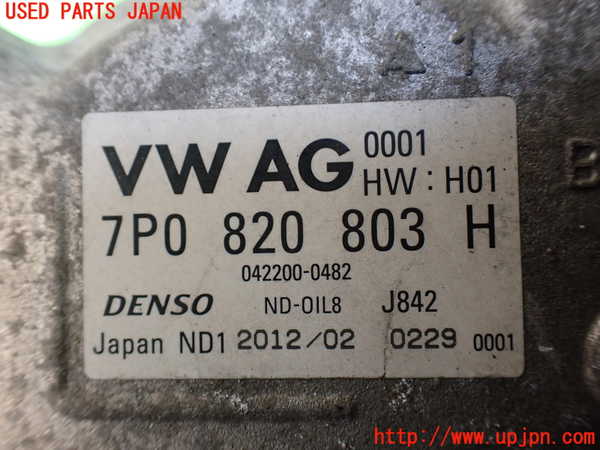 USED PARTS JAPAN
A1
VW AG 0001
HW : H01
7P0 820 803 H
042200-0482
DENSO ND-OIL8 J842
Japan ND1 2012/02 0229 0001
B
http://www.upjpn.com/